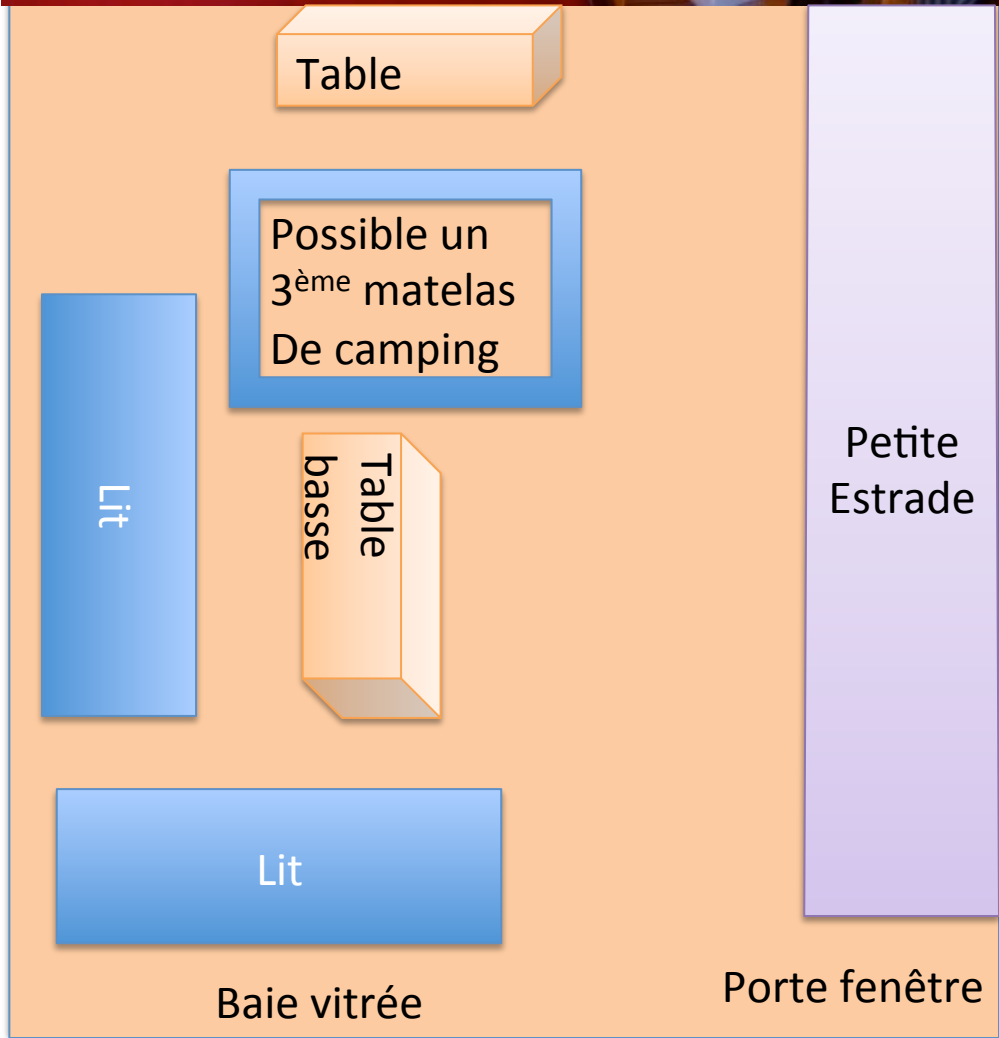 Table
Possible un
3ème matelas
De camping
Lit
Table
basse
Petite
Estrade
Lit
Baie vitrée
Porte fenêtre